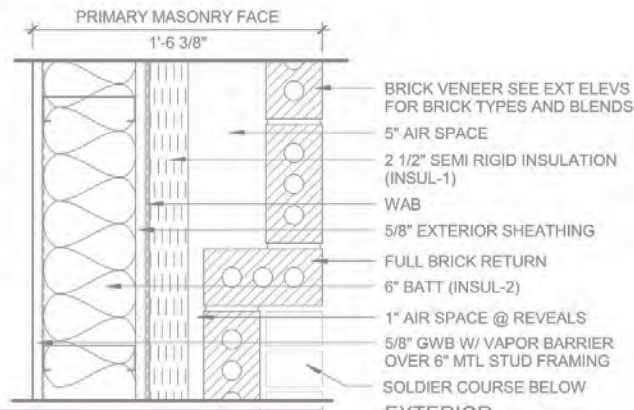 PRIMARY MASONRY FACE
1'-6 3/8"
BRICK VENEER SEE EXT ELEVS
FOR BRICK TYPES AND BLENDS
5" AIR SPACE
2 1/2" SEMI RIGID INSULATION
(INSUL-1)
WAB
5/8" EXTERIOR SHEATHING
FULL BRICK RETURN
6" BATT (INSUL-2)
1" AIR SPACE @ REVEALS
5/8" GWB W/ VAPOR BARRIER
OVER 6" MTL STUD FRAMING
SOLDIER COURSE BELOW
EXTERIOR